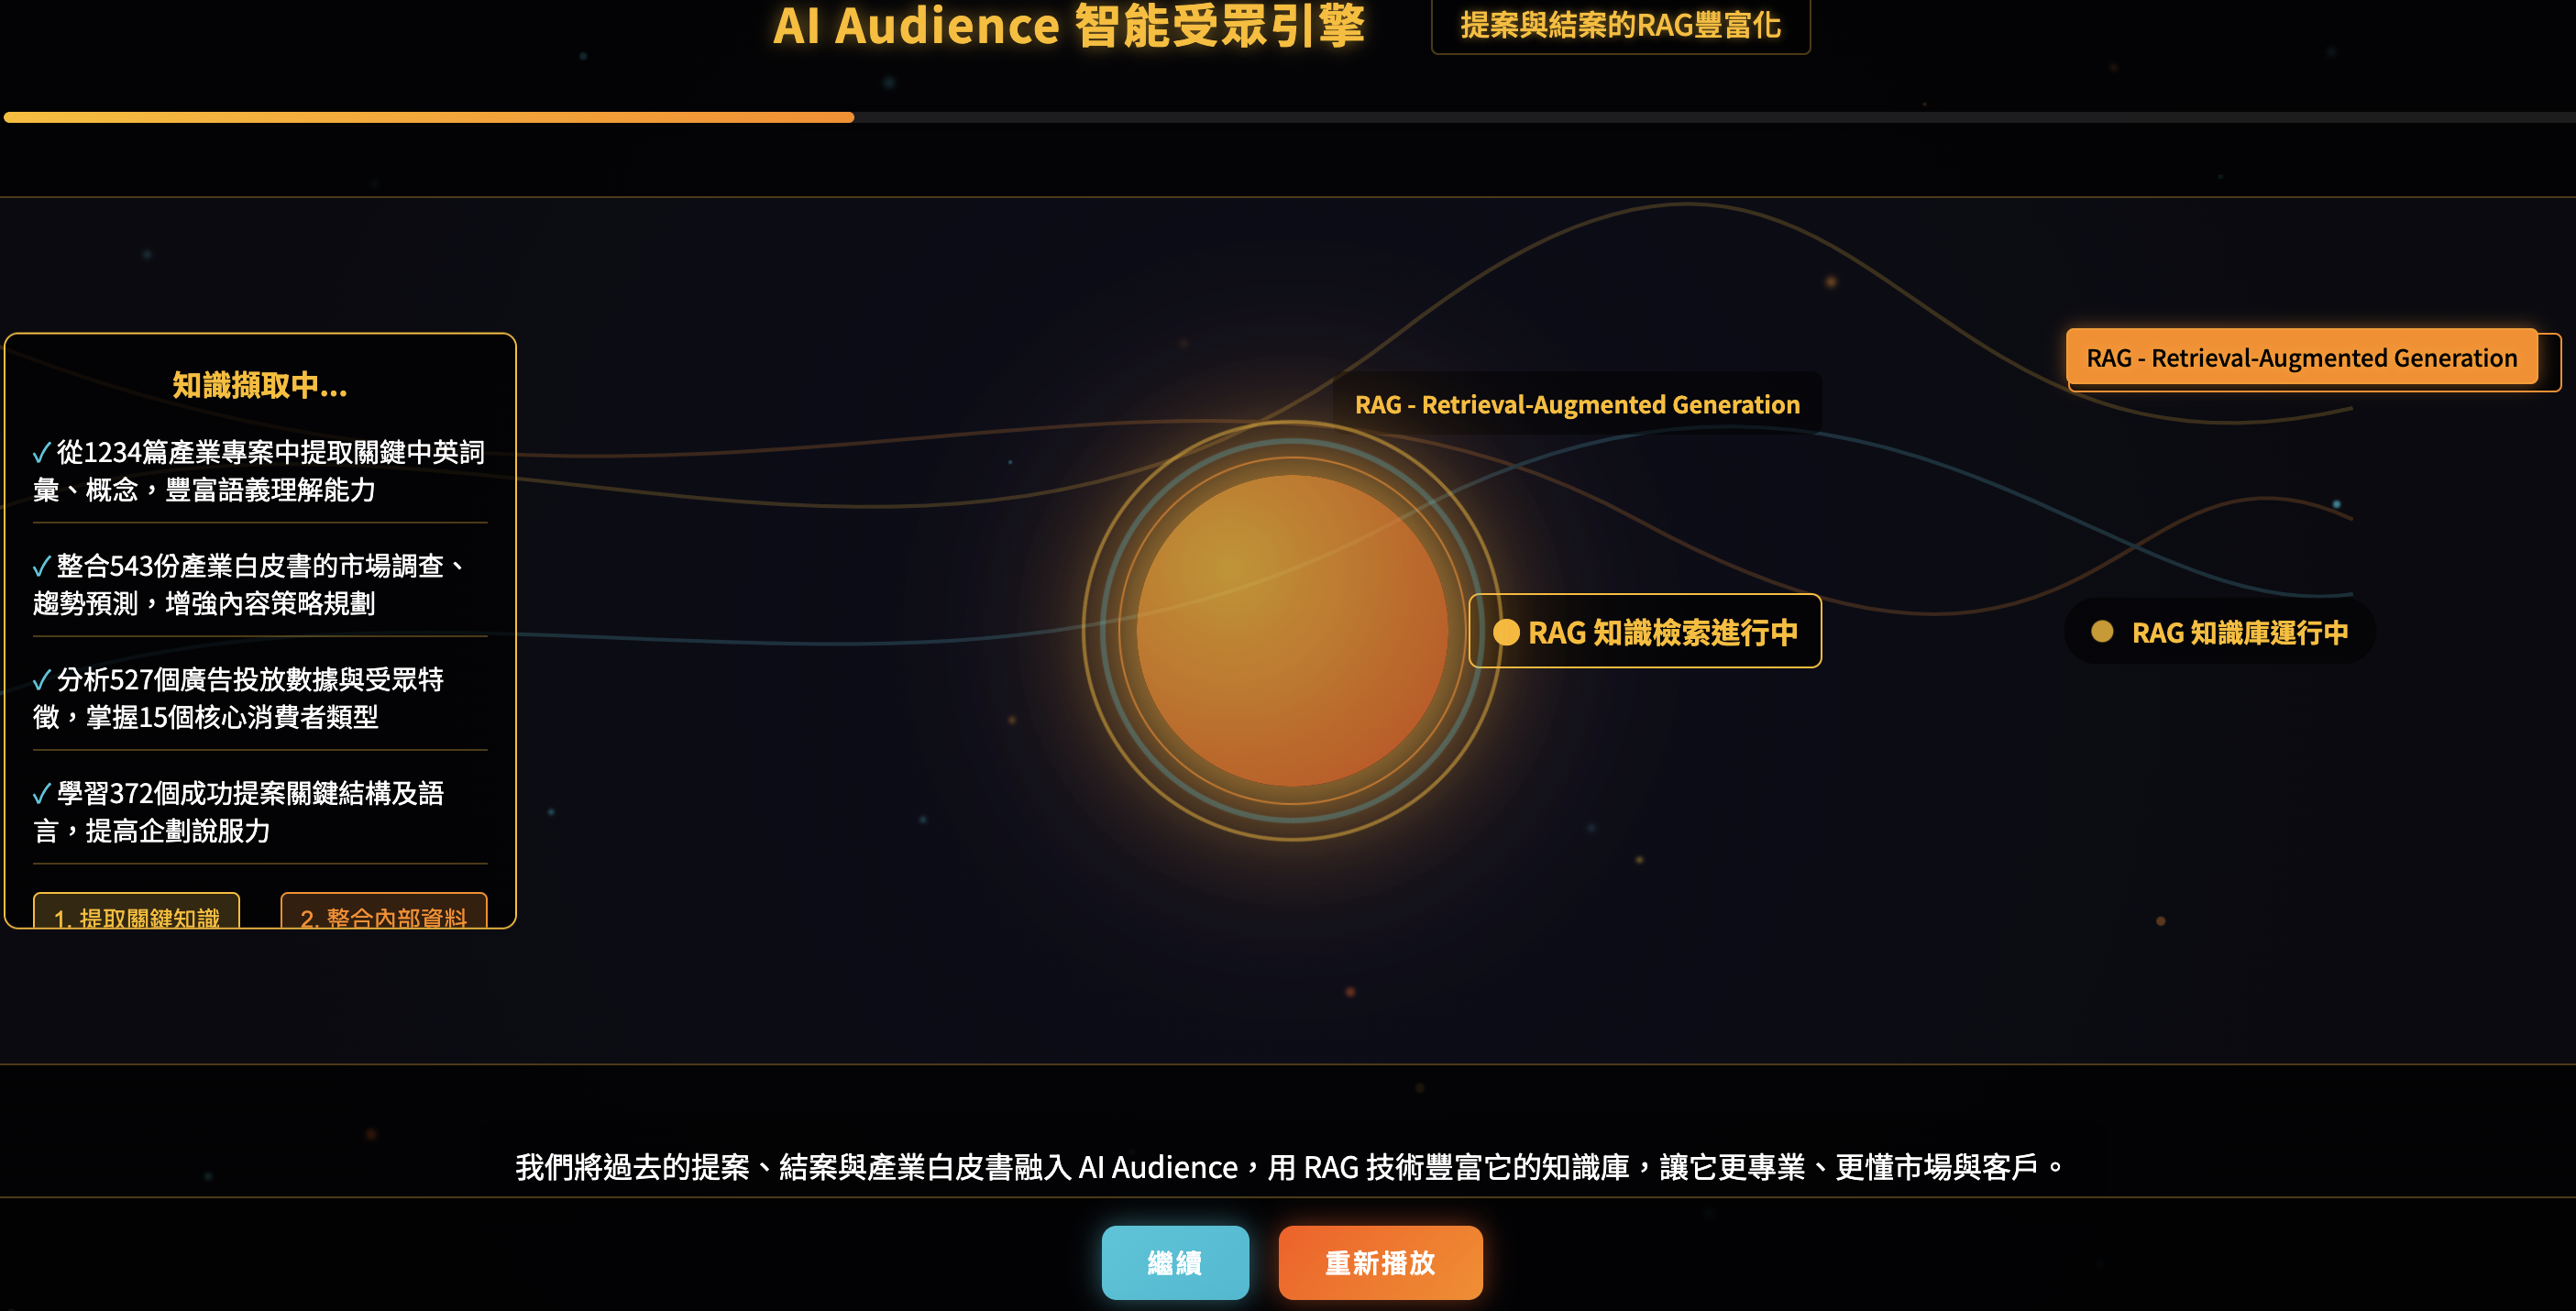 AI Audience 智能受眾引擎
提案與結案的RAG豐富化
知識擷取中...
✓ 從1234篇產業專案中提取關鍵中英詞
彙、概念，豐富語義理解能力
✓ 整合543份產業白皮書的市場調查、
趨勢預測，增強內容策略規劃
✓ 分析527個廣告投放數據與受眾特
徵，掌握15個核心消費者類型
✓ 學習372個成功提案關鍵結構及語
言，提高企劃說服力
1. 提取關鍵知識
2. 整合內部資料
RAG - Retrieval-Augmented Generation
RAG 知識檢索進行中
RAG - Retrieval-Augmented Generation
RAG 知識庫運行中
我們將過去的提案、結案與產業白皮書融入 AI Audience，用 RAG 技術豐富它的知識庫，讓它更專業、更懂市場與客戶。
繼續
重新播放